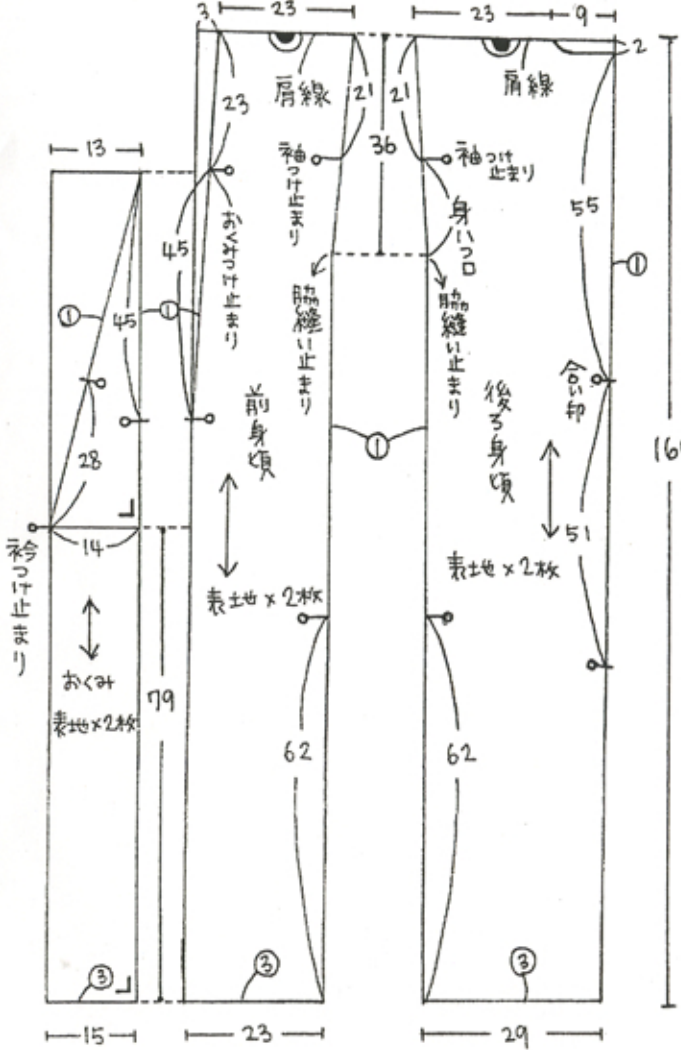 3
23
23
9
2
肩線
肩線
23
21
21
36
13
袖つけ止まり
袖つけ止まり
身八つ口
55
①
45
おくみつけ止まり
①
45
①
脇縫い止まり
脇縫い止まり
合い印
28
前身頃
後ろ身頃
①
51
衿つけ止まり
14
表地×2枚
表地×2枚
おくみ
表地×2枚
79
62
62
③
③
③
15
23
29